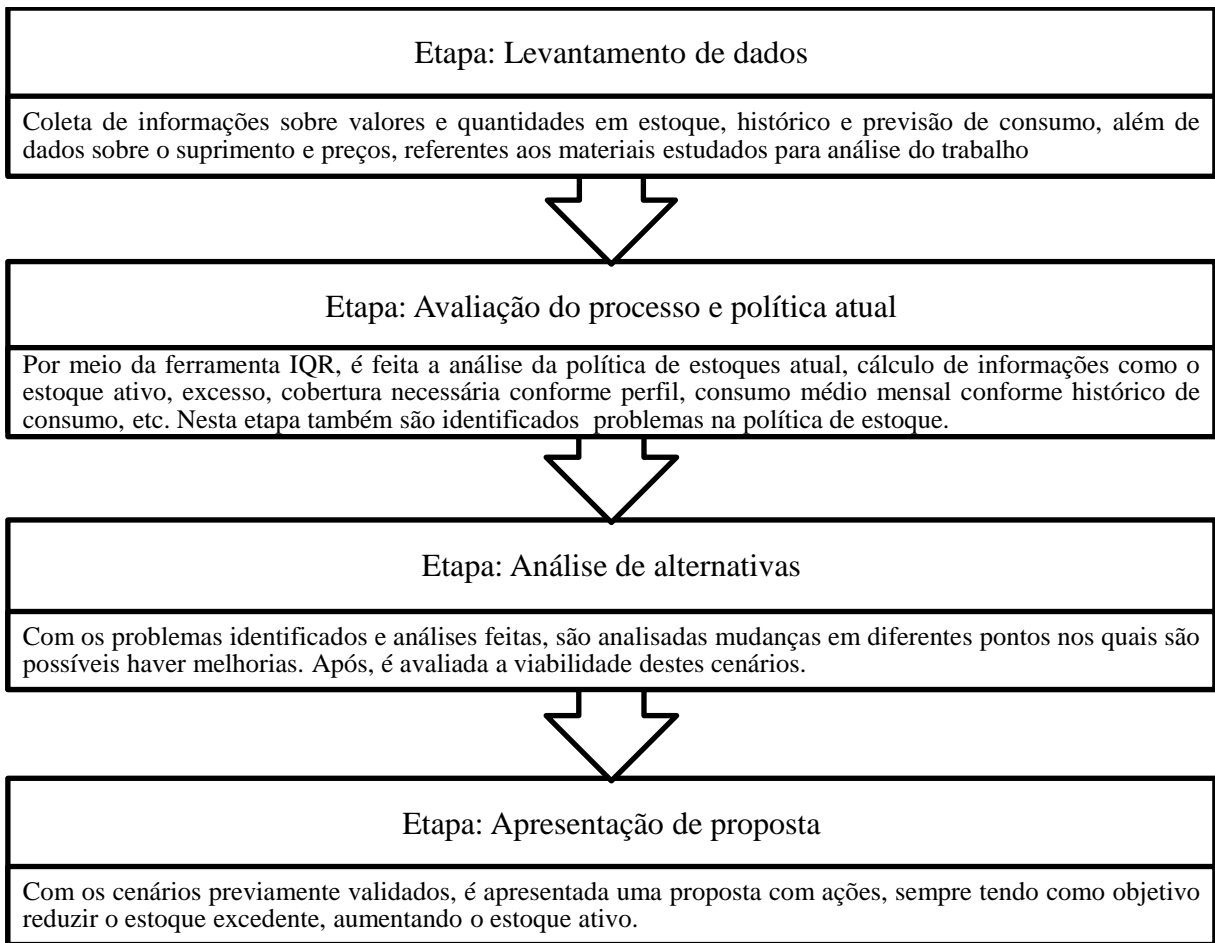 Etapa: Levantamento de dados
Coleta de informações sobre valores e quantidades em estoque, histórico e previsão de consumo, além de
dados sobre o suprimento e preços, referentes aos materiais estudados para análise do trabalho
Etapa: Avaliação do processo e política atual
Por meio da ferramenta IQR, é feita a análise da política de estoques atual, cálculo de informações como o
estoque ativo, excesso, cobertura necessária conforme perfil, consumo médio mensal conforme histórico de
consumo, etc. Nesta etapa também são identificados problemas na política de estoque.
Etapa: Análise de alternativas
Com os problemas identificados e análises feitas, são analisadas mudanças em diferentes pontos nos quais são
possíveis haver melhorias. Após, é avaliada a viabilidade destes cenários.
Etapa: Apresentação de proposta
Com os cenários previamente validados, é apresentada uma proposta com ações, sempre tendo como objetivo
reduzir o estoque excedente, aumentando o estoque ativo.